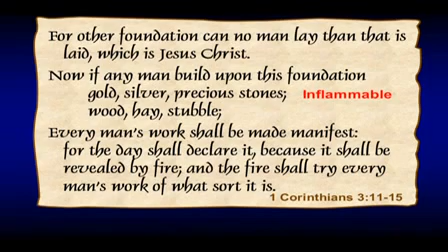 For other foundation can no man lay than that is
laid, which is Jesus Christ.
Now if any man build upon this foundation
gold, silver, precious stones; Inflammable
wood, hay, stubble;
Every man's work shall be made manifest:
for the day shall declare it, because it shall be
revealed by fire; and the fire shall try every
man's work of what sort it is.
1 Corinthians 3:11-15